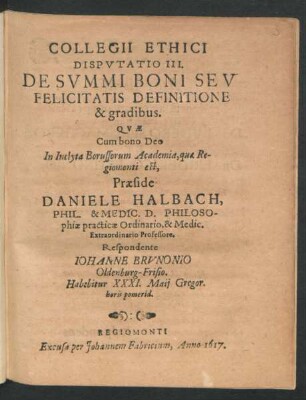 COLLEGII ETHICI
DISPVTATIO III.
DE SVMMI BONI SEV
FELICITATIS DEFINITIONE
& gradibus.
QVÆ
Cum bono Deo
In Inclyta Borussorum Academia, quæ Re-
giomonti est,
Præside
DANIELE HALBACH,
PHIL. & MEDIC. D. PHILOSO-
phiæ practicæ Ordinario, & Medic.
Extraordinario Professore.
Respondente
IOHANNE BRVNONIO
Oldenburg-Frisio.
Habebitur XXXI. Maij Gregor.
horis pomerid.
REGIOMONTI
Excusa per Johannem Fabricium, Anno 1617.